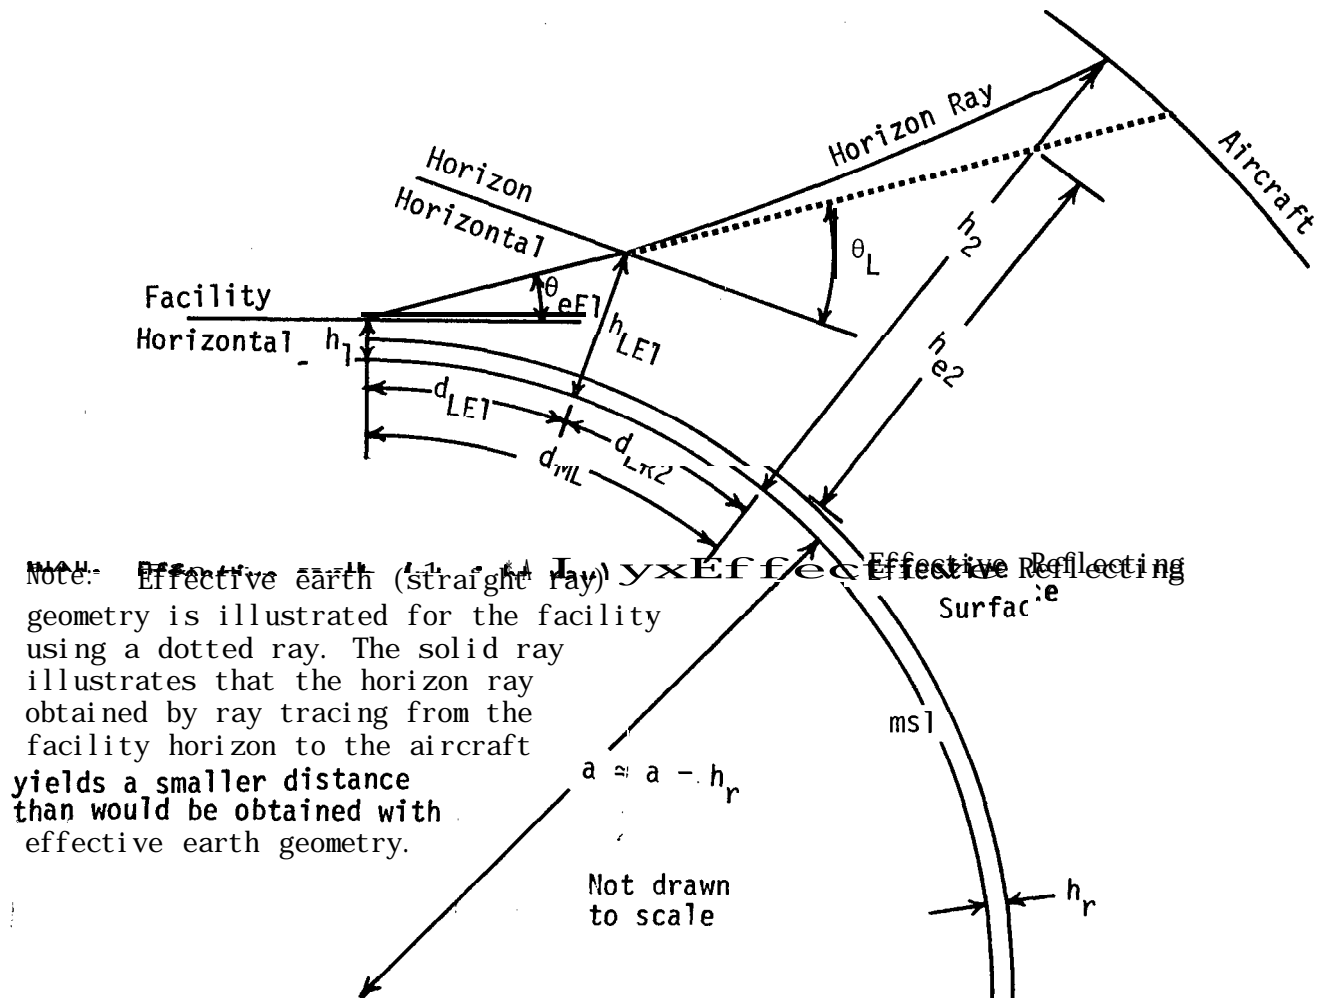 Aircraft
Horizon Ray
Horizon
Horizontal
h2
θL
Facility
θeE1
Horizontal
h1
hLE1
he2
dLE1
dML
Effective Reflecting
Surface
Note: Effective earth (straight ray)
geometry is illustrated for the facility
using a dotted ray. The solid ray
illustrates that the horizon ray
obtained by ray tracing from the
facility horizon to the aircraft
yields a smaller distance
than would be obtained with
effective earth geometry.
msl
a ≈ a - hr
Not drawn
to scale
hr